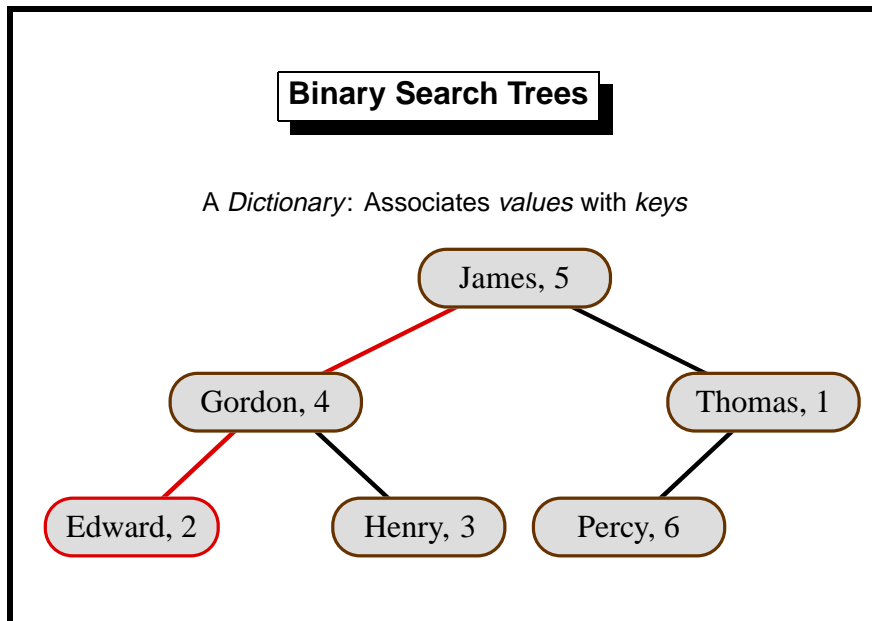 Binary Search Trees
A Dictionary: Associates values with keys
James, 5
Gordon, 4
Thomas, 1
Edward, 2
Henry, 3
Percy, 6